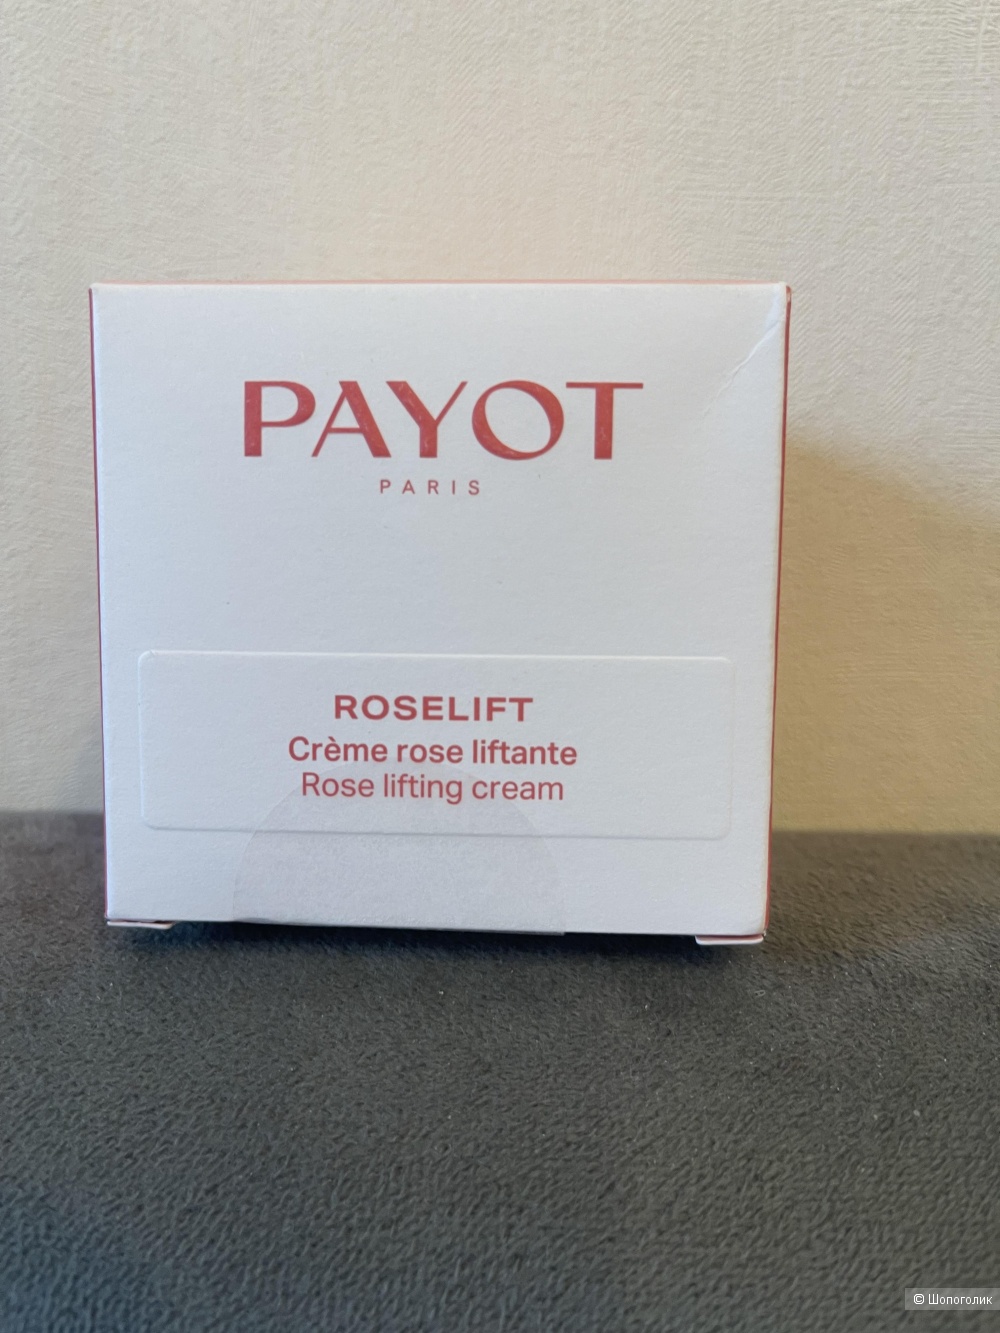 PAYOT
PARIS
ROSELIFT
Crème rose liftante
Rose lifting cream
© Шопоголик